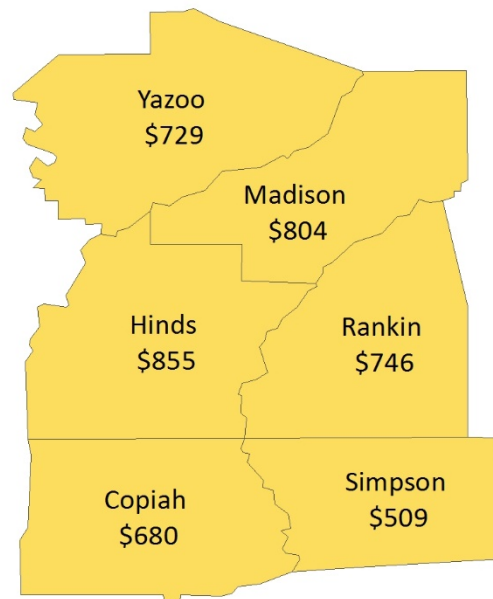 Yazoo
$729
Madison
$804
Hinds
$855
Rankin
$746
Copiah
$680
Simpson
$509